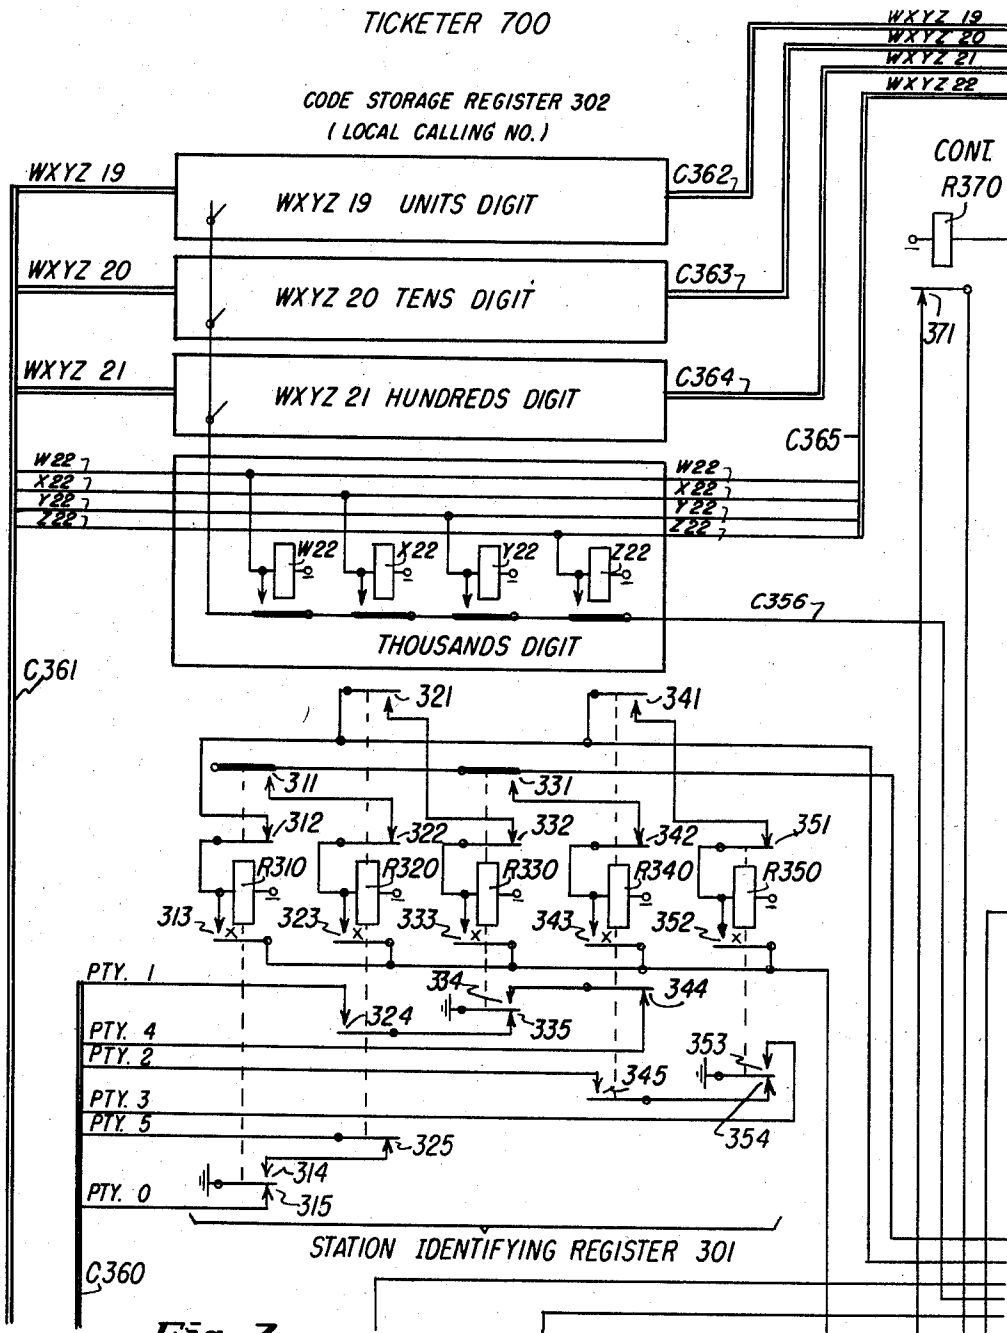 TICKETER 700
WXYZ 19
WXYZ 20
WXYZ 21
WXYZ 22
CODE STORAGE REGISTER 302
(LOCAL CALLING NO.)
CONT.
R370
371
WXYZ 19
WXYZ 19 UNITS DIGIT
C362
WXYZ 20
WXYZ 20 TENS DIGIT
C363
WXYZ 21
WXYZ 21 HUNDREDS DIGIT
C364
C365
W22
X22
Y22
Z22
W22
X22
Y22
Z22
W22
X22
Y22
Z22
THOUSANDS DIGIT
C356
C361
321
341
311
331
312
322
332
342
351
R310
R320
R330
R340
R350
313
323
333
343
352
X
X
X
X
X
PTY. 1
324
334
335
344
PTY. 4
PTY. 2
345
353
PTY. 3
354
PTY. 5
325
314
315
PTY. 0
STATION IDENTIFYING REGISTER 301
C360